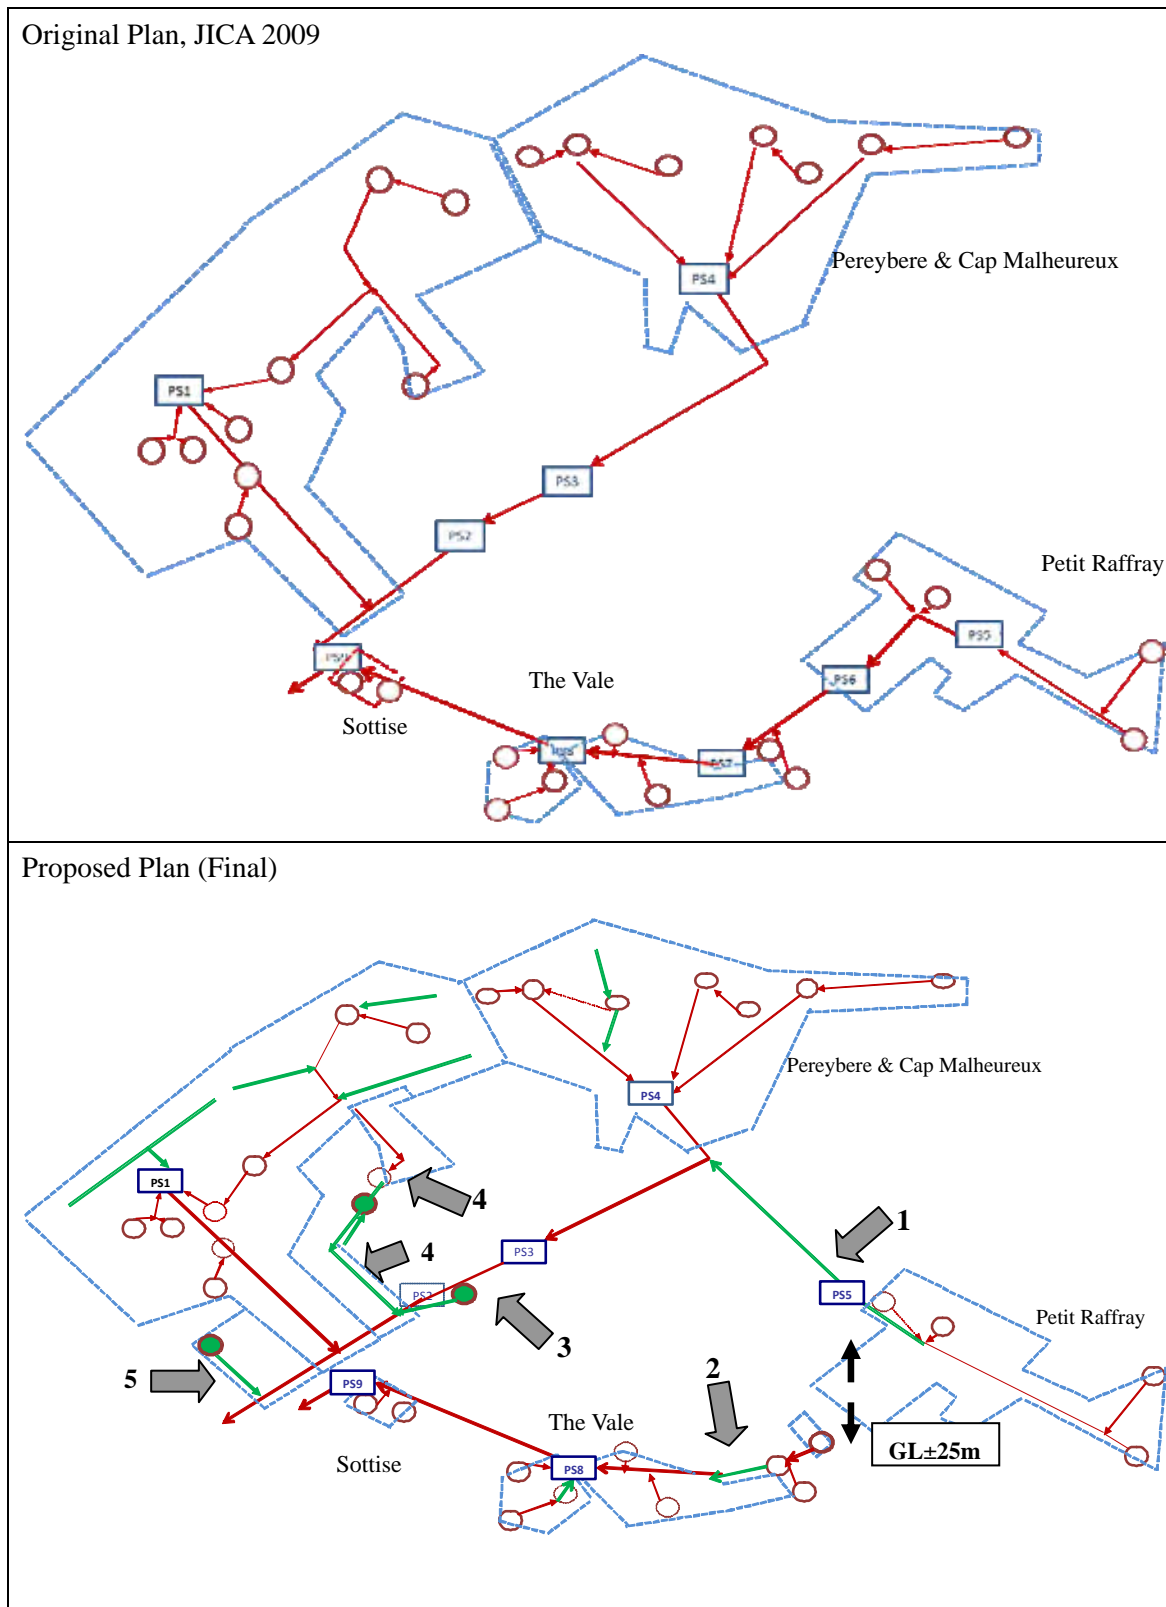 Original Plan, JICA 2009
PS4
Pereybere & Cap Malheureux
PS1
PS3
PS2
Petit Raffray
PS5
The Vale
PS6
Sottise
PS7
Proposed Plan (Final)
Pereybere & Cap Malheureux
PS4
PS1
4
1
PS3
4
PS2
PS5
Petit Raffray
3
5
PS9
2
The Vale
GL±25m
Sottise
PS8